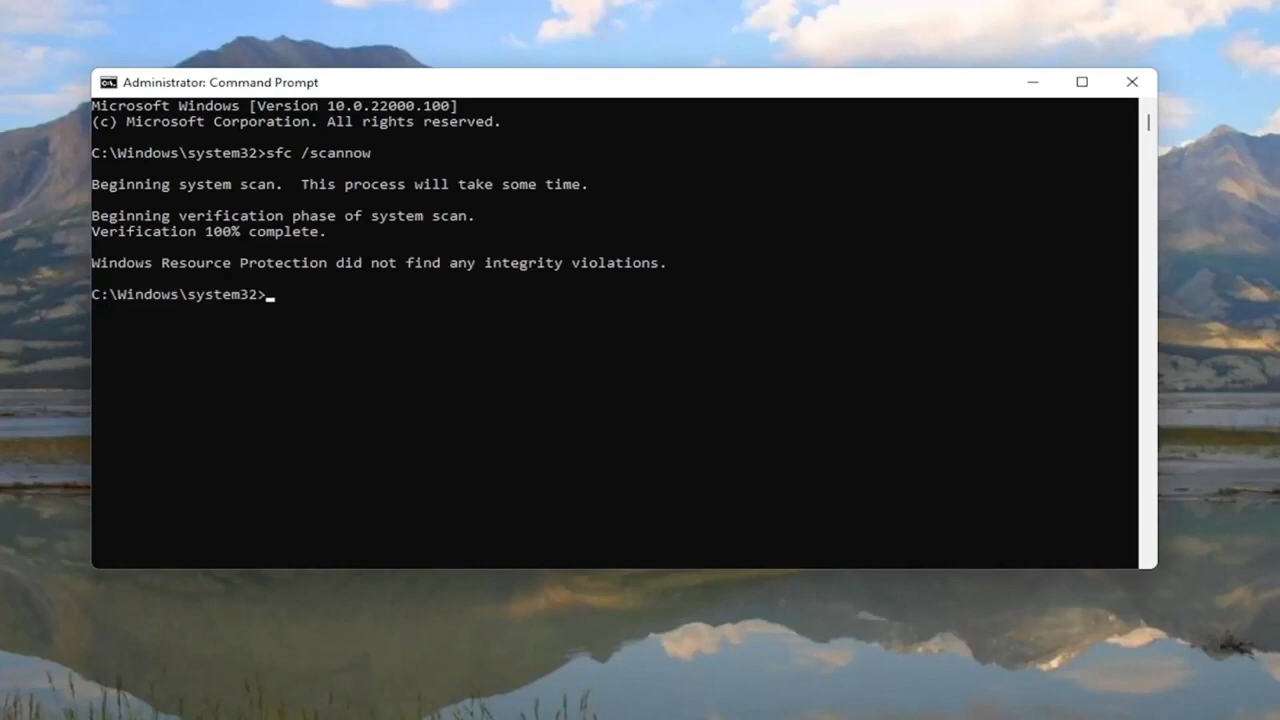 Administrator: Command Prompt
Microsoft Windows [Version 10.0.22000.100]
(c) Microsoft Corporation. All rights reserved.
C:\Windows\system32>sfc /scannow
Beginning system scan.  This process will take some time.
Beginning verification phase of system scan.
Verification 100% complete.
Windows Resource Protection did not find any integrity violations.
C:\Windows\system32>